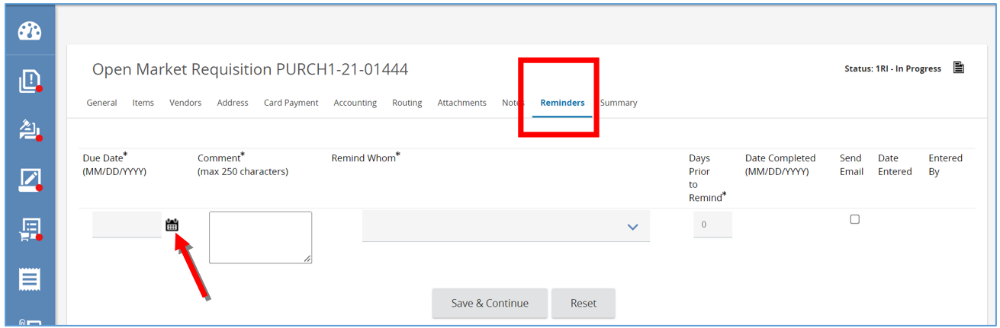 Open Market Requisition PURCH1-21-01444
Status: 1RI - In Progress
General Items Vendors Address Card Payment Accounting Routing Attachments Notes Reminders Summary
Due Date* Comment* Remind Whom* Days Date Completed Send Date Entered
(MM/DD/YYYY) (max 250 characters) Prior (MM/DD/YYYY) Email Entered By
to
Remind*
0
Save & Continue Reset